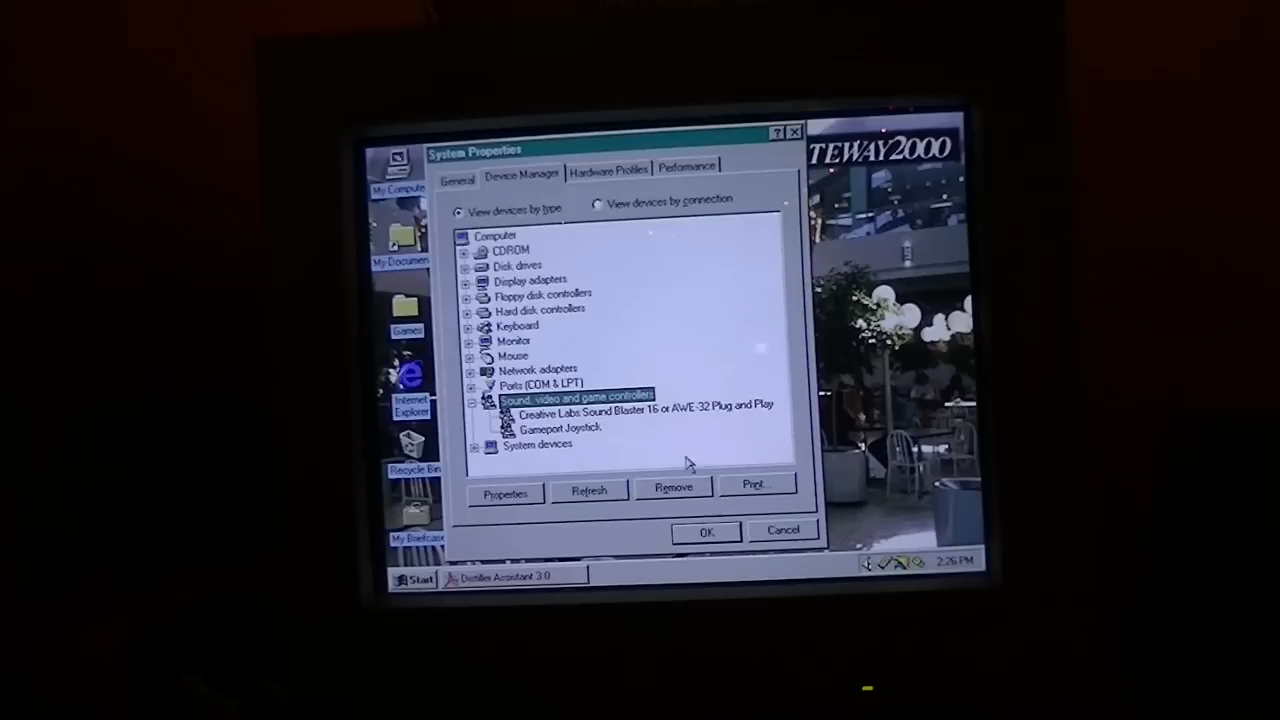 System Properties
General
Device Manager
Hardware Profiles
Performance
View devices by type
View devices by connection
Computer
CDROM
Disk drives
Display adapters
Floppy disk controllers
Hard disk controllers
Keyboard
Monitor
Mouse
Network adapters
Ports (COM & LPT)
Sound, video and game controllers
Creative Labs Sound Blaster 16 or AWE-32 Plug and Play
Gameport Joystick
System devices
Properties
Refresh
Remove
Print...
OK
Cancel
TEWAY2000
My Compute
My Documen
Games
Internet
Explorer
Recycle Bin
My Briefcase
Start
Distiller Assistant 3.0
2:26 PM